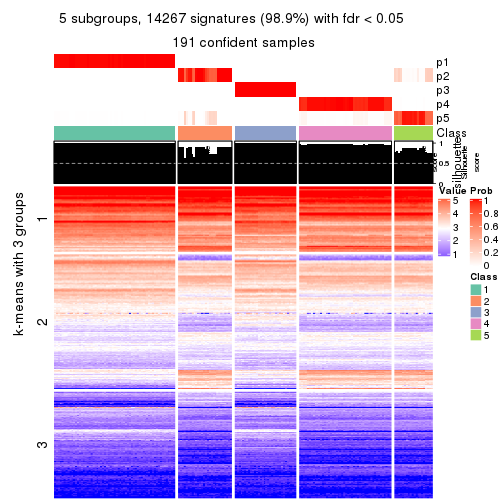 5 subgroups, 14267 signatures (98.9%) with fdr < 0.05
191 confident samples
p1
p2
p3
p4
p5
Class
1
0.5
0
silhouette
Silhouette
score
k-means with 3 groups
1
2
3
Value
5
4
3
2
1
Prob
1
0.8
0.6
0.4
0.2
0
Class
1
2
3
4
5